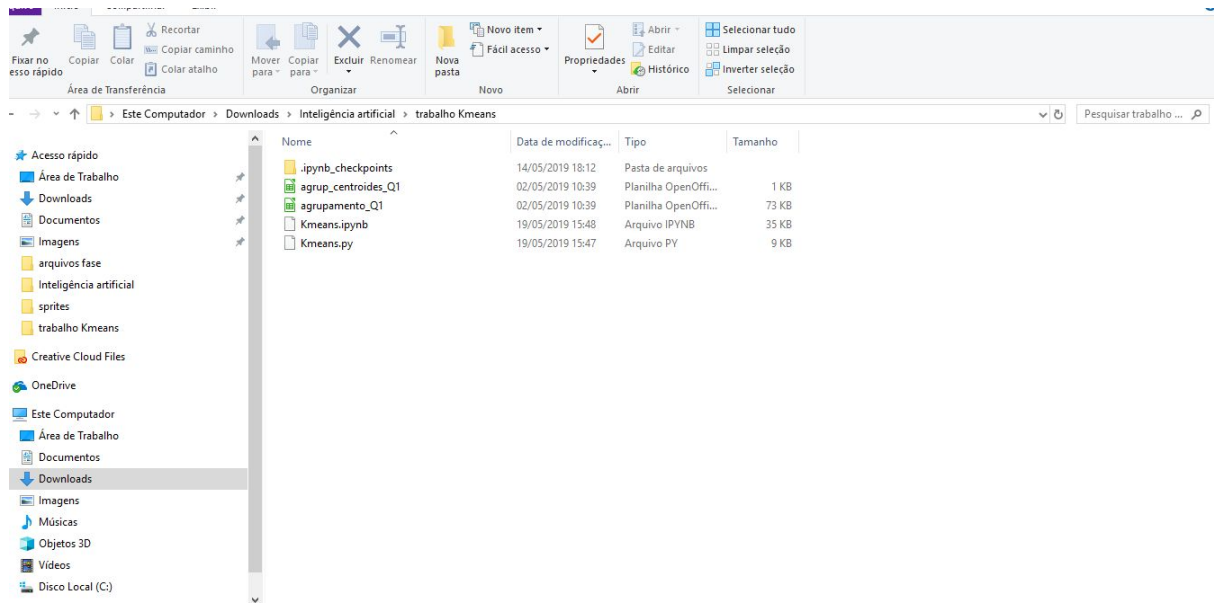 Recortar
Copiar caminho
Colar atalho
Fixar no
esso rápido
Copiar
Colar
Área de Transferência
Mover
para
Copiar
para
Excluir
Renomear
Organizar
Nova
pasta
Novo item
Fácil acesso
Novo
Propriedades
Abrir
Editar
Histórico
Abrir
Selecionar tudo
Limpar seleção
Inverter seleção
Selecionar
Este Computador > Downloads > Inteligência artificial > trabalho Kmeans
Pesquisar trabalho ...
Acesso rápido
Área de Trabalho
Downloads
Documentos
Imagens
arquivos fase
Inteligência artificial
sprites
trabalho Kmeans
Creative Cloud Files
OneDrive
Este Computador
Área de Trabalho
Documentos
Downloads
Imagens
Músicas
Objetos 3D
Vídeos
Disco Local (C:)
Nome Data de modificaç... Tipo Tamanho
.ipynb_checkpoints 14/05/2019 18:12 Pasta de arquivos
agrup_centroides_Q1 02/05/2019 10:39 Planilha OpenOffi... 1 KB
agrupamento_Q1 02/05/2019 10:39 Planilha OpenOffi... 73 KB
Kmeans.ipynb 19/05/2019 15:48 Arquivo IPYNB 35 KB
Kmeans.py 19/05/2019 15:47 Arquivo PY 9 KB